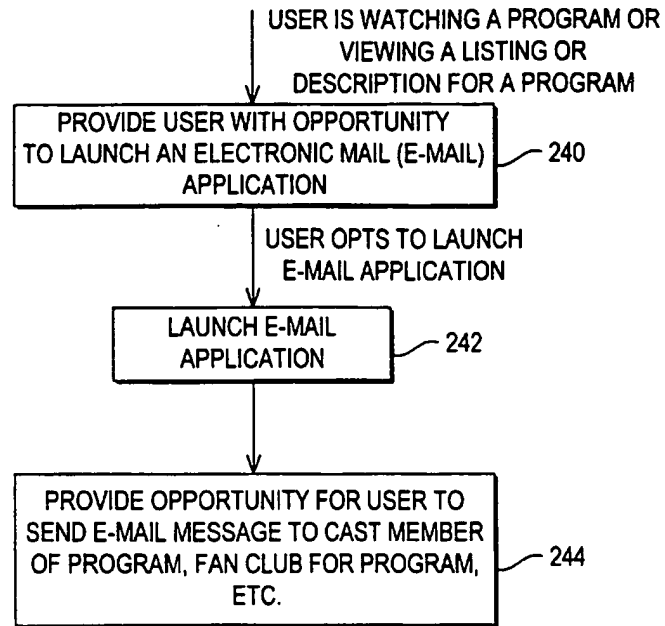 USER IS WATCHING A PROGRAM OR
VIEWING A LISTING OR
DESCRIPTION FOR A PROGRAM
PROVIDE USER WITH OPPORTUNITY
TO LAUNCH AN ELECTRONIC MAIL (E-MAIL)
APPLICATION
240
USER OPTS TO LAUNCH
E-MAIL APPLICATION
LAUNCH E-MAIL
APPLICATION
242
PROVIDE OPPORTUNITY FOR USER TO
SEND E-MAIL MESSAGE TO CAST MEMBER
OF PROGRAM, FAN CLUB FOR PROGRAM,
ETC.
244